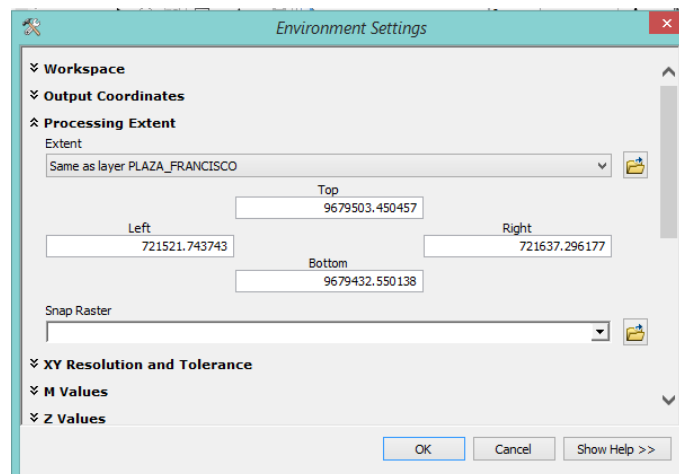 Environment Settings
Workspace
Output Coordinates
Processing Extent
Extent
Same as layer PLAZA_FRANCISCO
Top
9679503.450457
Left
Right
721521.743743
721637.296177
Bottom
9679432.550138
Snap Raster
XY Resolution and Tolerance
M Values
Z Values
OK
Cancel
Show Help >>